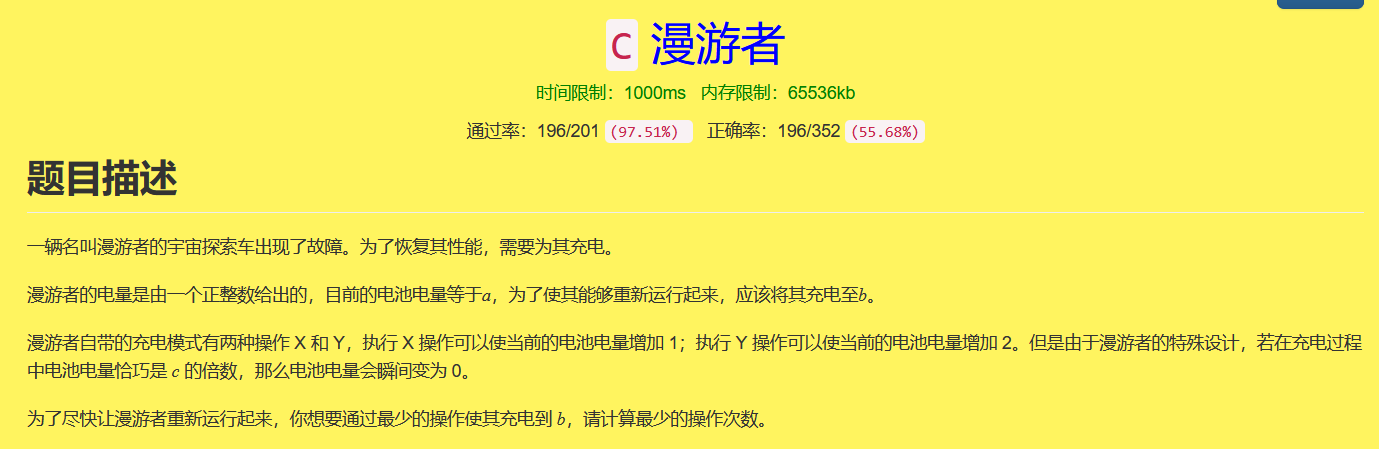 C 漫游者
时间限制：1000ms 内存限制：65536kb
通过率：196/201 (97.51%) 正确率：196/352 (55.68%)
题目描述
一辆名叫漫游者的宇宙探索车出现了故障。为了恢复其性能，需要为其充电。
漫游者的电量是由一个正整数给出的，目前的电池电量等于a，为了使其能够重新运行起来，应该将其充电至b。
漫游者自带的充电模式有两种操作 X 和 Y，执行 X 操作可以使当前的电池电量增加 1；执行 Y 操作可以使当前的电池电量增加 2。但是由于漫游者的特殊设计，若在充电过程
中电池电量恰巧是 c 的倍数，那么电池电量会瞬间变为 0。
为了尽快让漫游者重新运行起来，你想要通过最少的操作使其充电到 b，请计算最少的操作次数。